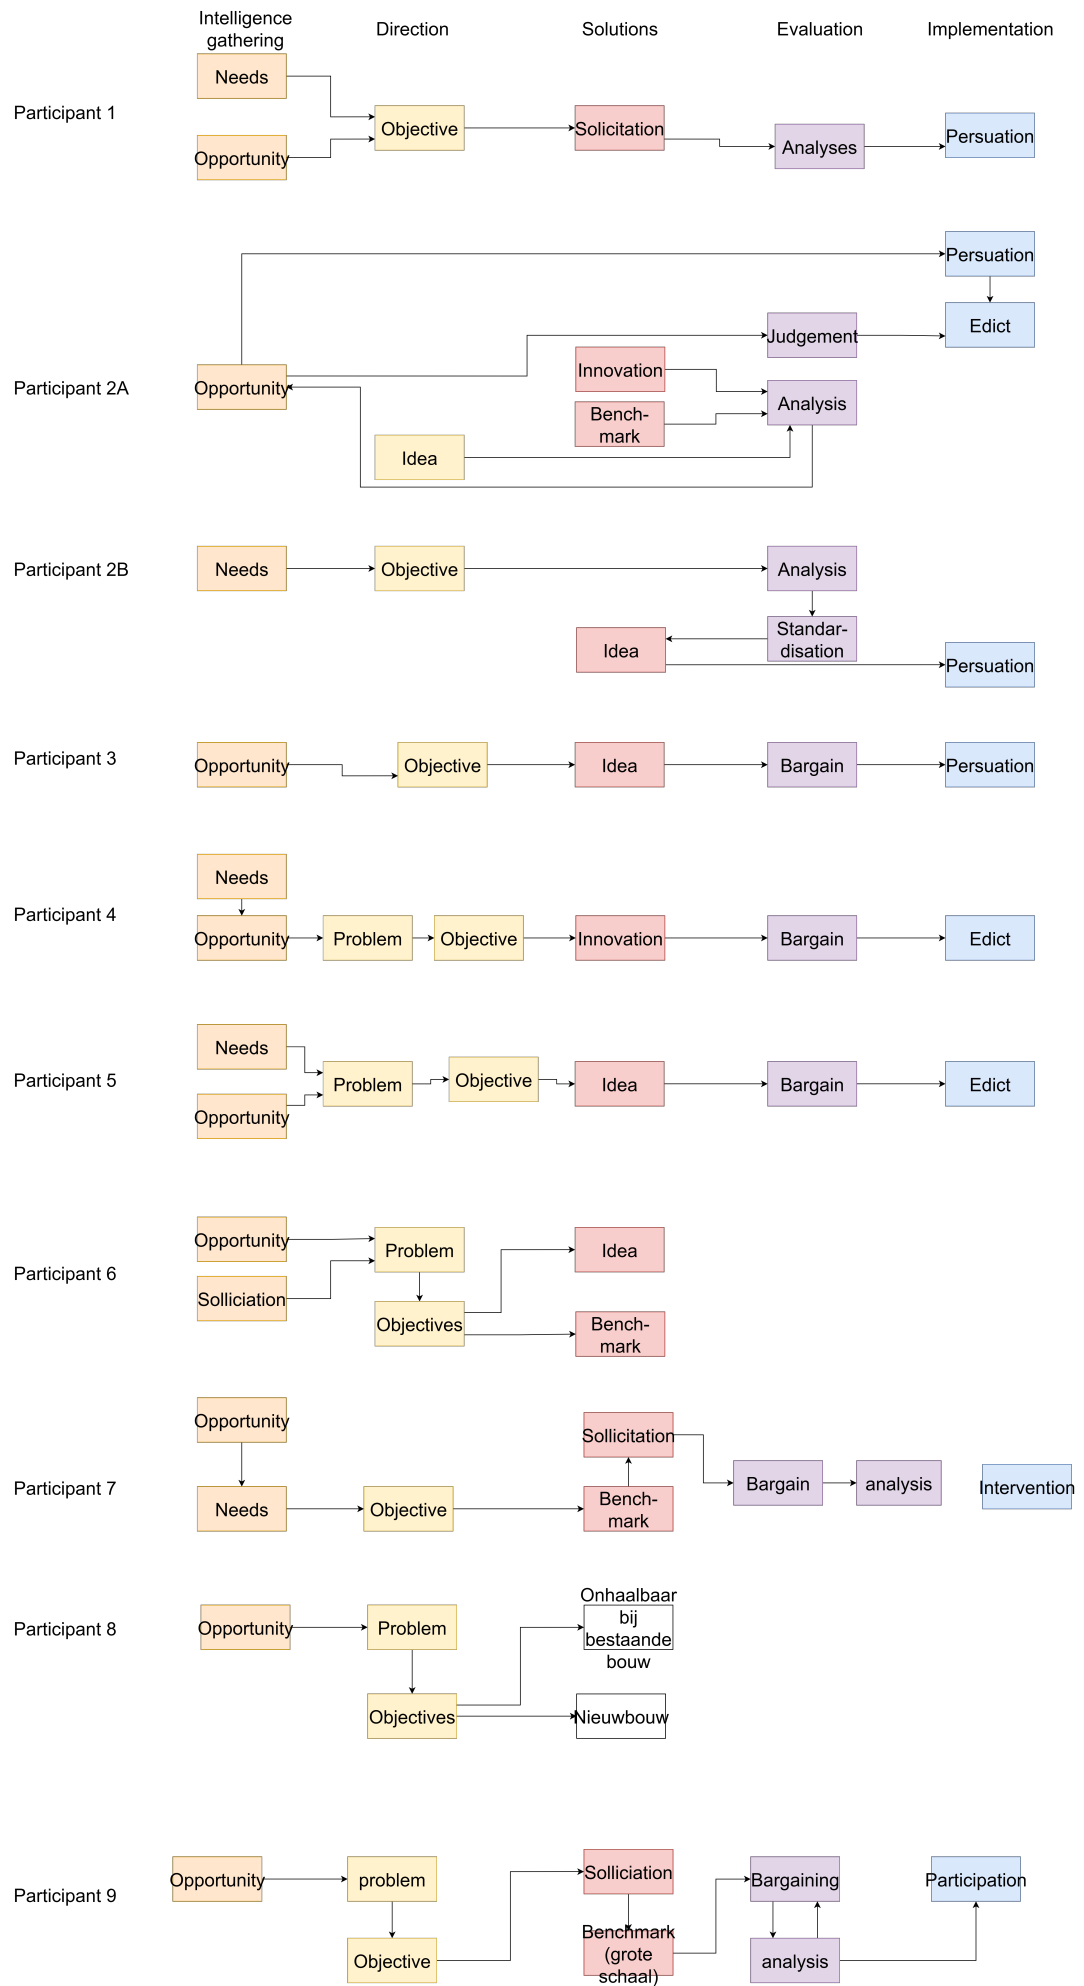 Intelligence
gathering
Direction
Solutions
Evaluation
Implementation
Participant 1
Needs
Opportunity
Objective
Solicitation
Analyses
Persuation
Participant 2A
Opportunity
Idea
Innovation
Bench-
mark
Judgement
Analysis
Persuation
Edict
Participant 2B
Needs
Objective
Analysis
Standar-
disation
Idea
Persuation
Participant 3
Opportunity
Objective
Idea
Bargain
Persuation
Participant 4
Needs
Opportunity
Problem
Objective
Innovation
Bargain
Edict
Participant 5
Needs
Opportunity
Problem
Objective
Idea
Bargain
Edict
Participant 6
Opportunity
Solliciation
Problem
Objectives
Idea
Bench-
mark
Participant 7
Opportunity
Needs
Objective
Sollicitation
Bench-
mark
Bargain
analysis
Intervention
Participant 8
Opportunity
Problem
Objectives
Onhaalbaar
bij
bestaande
bouw
Nieuwbouw
Participant 9
Opportunity
problem
Objective
Solliciation
Benchmark
(grote
schaal)
Bargaining
analysis
Participation